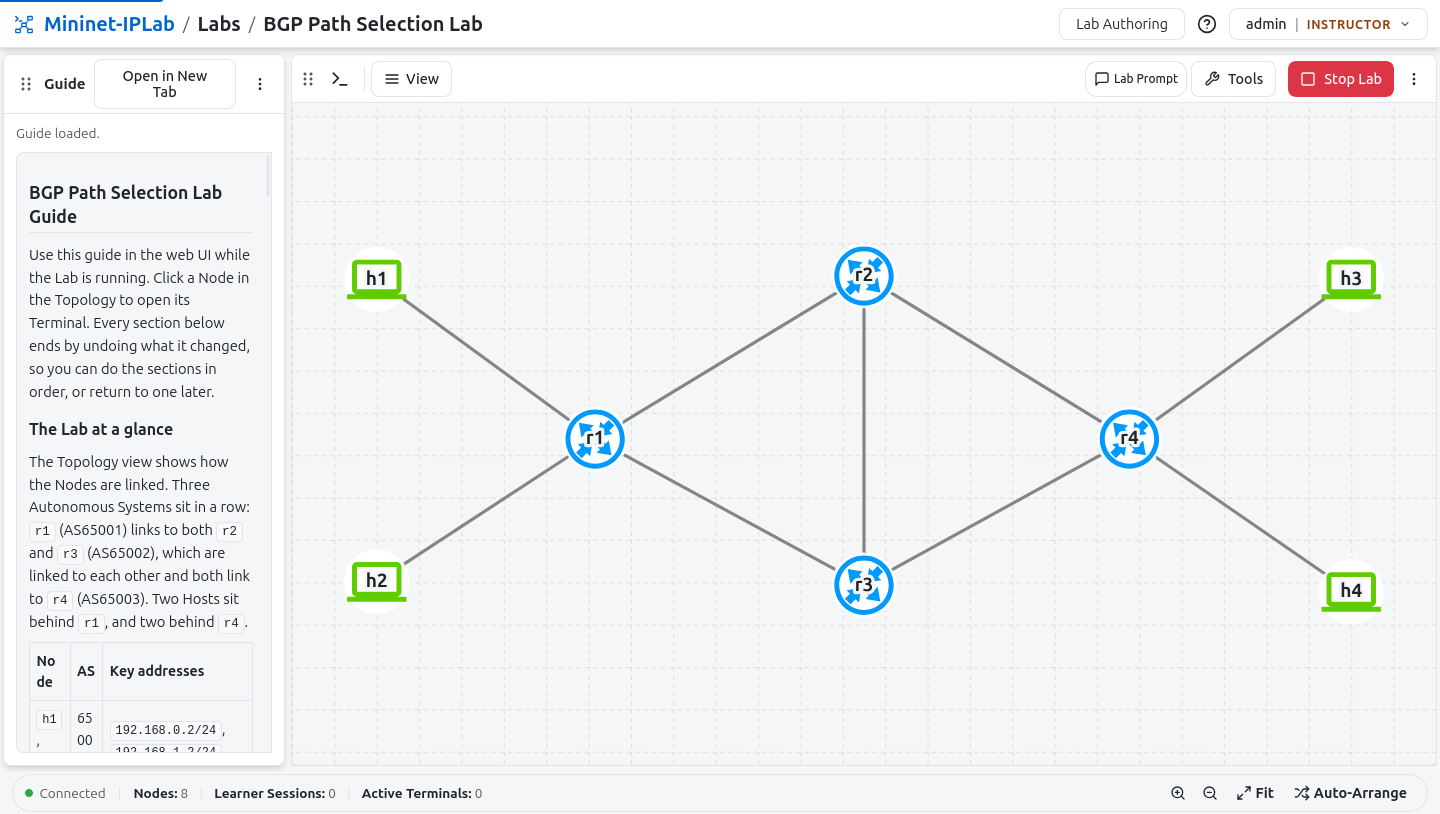 Mininet-IPLab / Labs / BGP Path Selection Lab
Lab Authoring
admin | INSTRUCTOR
Guide
Open in New
Tab
View
Lab Prompt
Tools
Stop Lab
Guide loaded.
BGP Path Selection Lab
Guide
Use this guide in the web UI while
the Lab is running. Click a Node in
the Topology to open its
Terminal. Every section below
ends by undoing what it changed,
so you can do the sections in
order, or return to one later.
The Lab at a glance
The Topology view shows how
the Nodes are linked. Three
Autonomous Systems sit in a row:
r1 (AS65001) links to both r2
and r3 (AS65002), which are
linked to each other and both link
to r4 (AS65003). Two Hosts sit
behind r1, and two behind r4.
No
de
AS
Key addresses
h1
,
65
00
192.168.0.2/24,
192.168.1.2/24
h1
r2
h3
r1
r4
h2
r3
h4
Connected
Nodes: 8
Learner Sessions: 0
Active Terminals: 0
Fit
Auto-Arrange